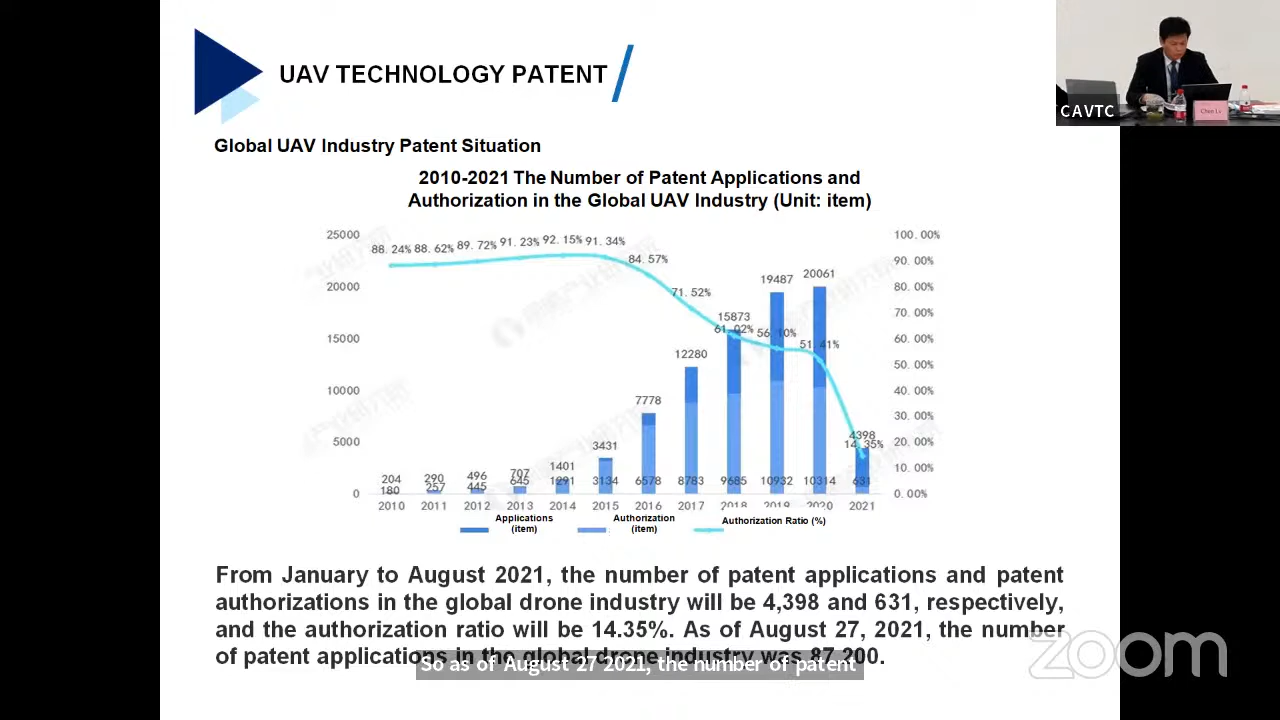 UAV TECHNOLOGY PATENT
CAVTC
Chen Lv
Global UAV Industry Patent Situation
2010-2021 The Number of Patent Applications and
Authorization in the Global UAV Industry (Unit: item)
25000 20000 15000 10000 5000 0
100.00% 90.00% 80.00% 70.00% 60.00% 50.00% 40.00% 30.00% 20.00% 10.00% 0.00%
88.24% 88.62% 89.72% 91.23% 92.15% 91.34% 84.57% 71.52% 61.02% 56.10% 51.41% 14.35%
204 290 496 707 1401 3431 7778 12280 15873 19487 20061 4398
180 257 445 645 1291 3134 6578 8783 9685 10932 10314 631
2010 2011 2012 2013 2014 2015 2016 2017 2018 2019 2020 2021
Applications (item)
Authorization (item)
Authorization Ratio (%)
From January to August 2021, the number of patent applications and patent
authorizations in the global drone industry will be 4,398 and 631, respectively,
and the authorization ratio will be 14.35%. As of August 27, 2021, the number
of patent applications in the global drone industry was 87,200.
So as of August 27 2021, the number of patent
zoom